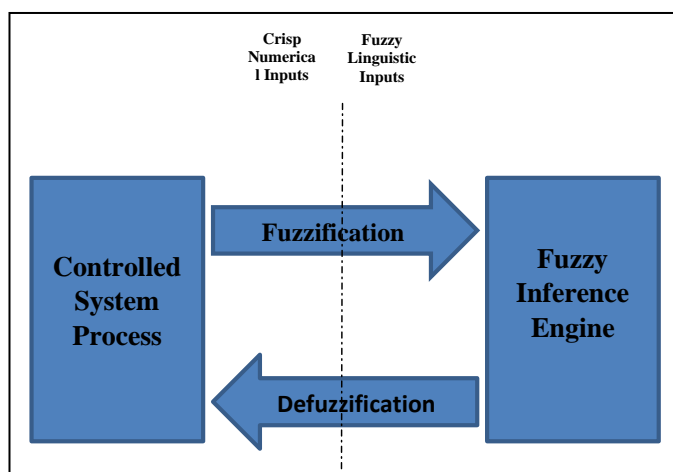 Crisp
Numerica
l Inputs
Fuzzy
Linguistic
Inputs
Fuzzification
Controlled
System
Process
Fuzzy
Inference
Engine
Defuzzification